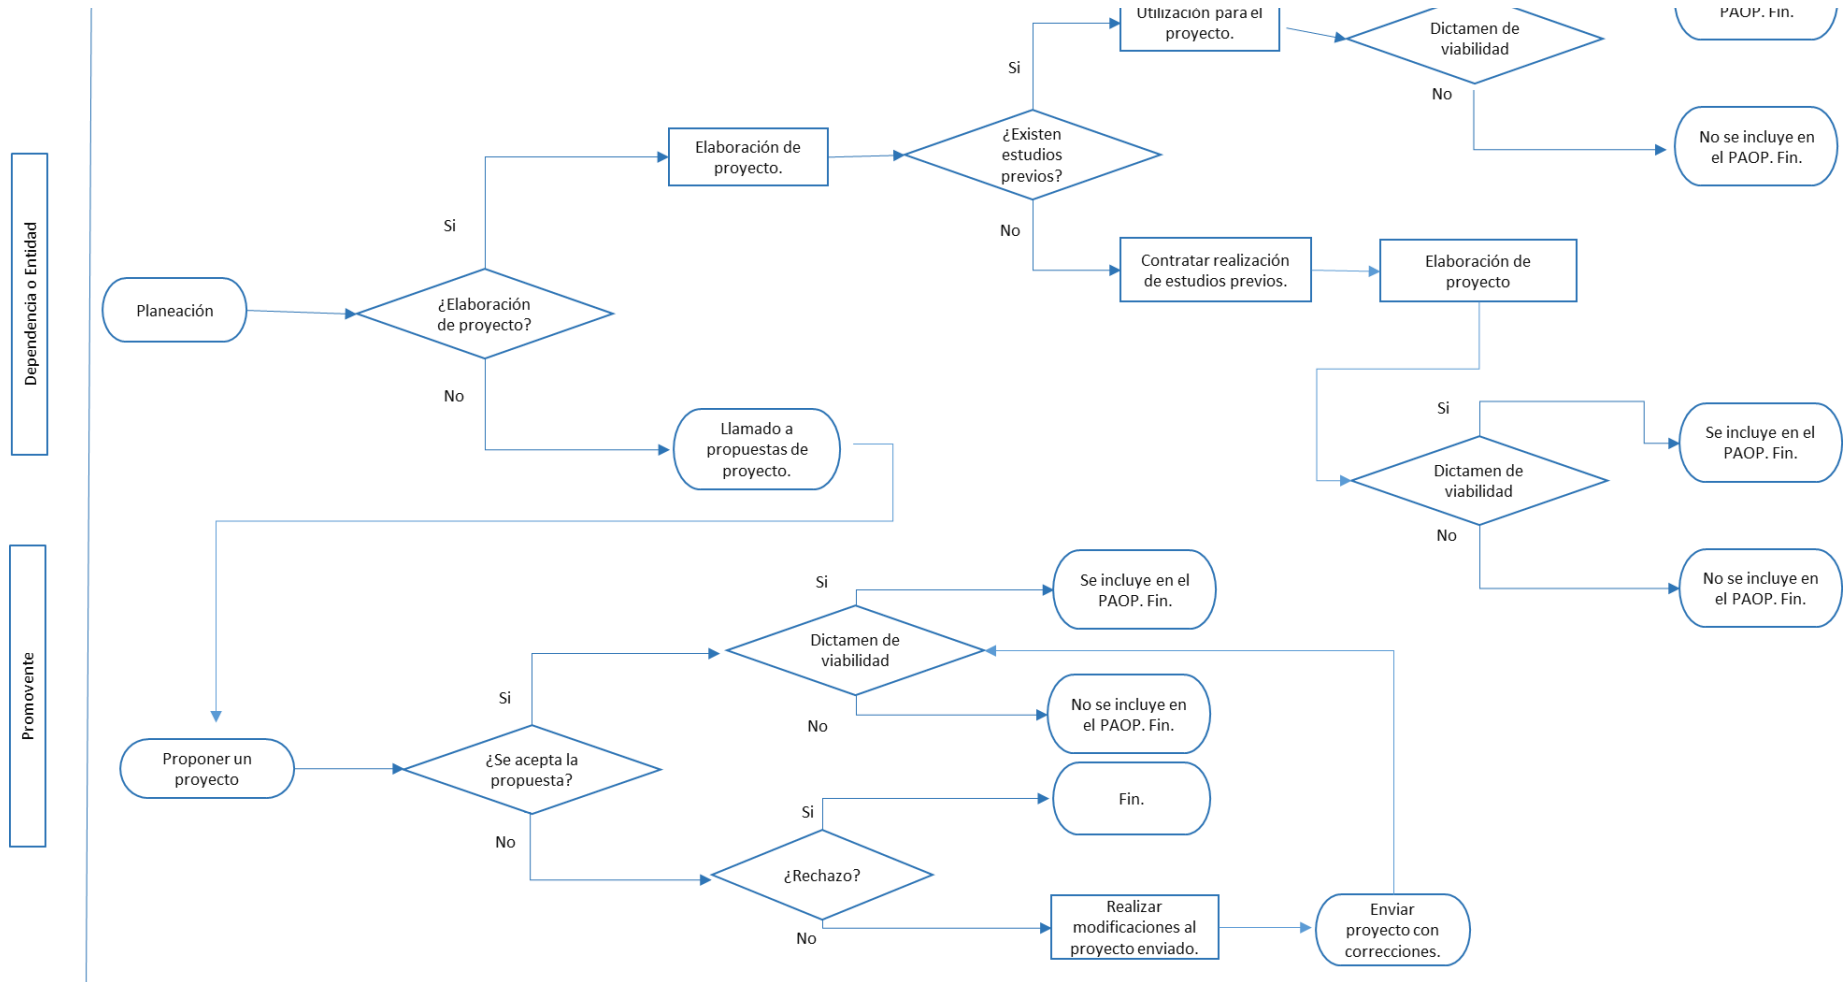 Utilización para el
proyecto.
Dictamen de
viabilidad
PAOP. Fin.
Si
No
¿Existen
estudios
previos?
Elaboración de
proyecto.
No se incluye en
el PAOP. Fin.
Dependencia o Entidad
Si
No
Contratar realización
de estudios previos.
Elaboración de
proyecto
Planeación
¿Elaboración
de proyecto?
No
Llamado a
propuestas de
proyecto.
Si
Se incluye en el
PAOP. Fin.
Dictamen de
viabilidad
No
No se incluye en
el PAOP. Fin.
Promovente
Si
Se incluye en el
PAOP. Fin.
Dictamen de
viabilidad
Si
No
No se incluye en
el PAOP. Fin.
Proponer un
proyecto
¿Se acepta la
propuesta?
Si
Fin.
No
¿Rechazo?
No
Realizar
modificaciones al
proyecto enviado.
Enviar
proyecto con
correcciones.